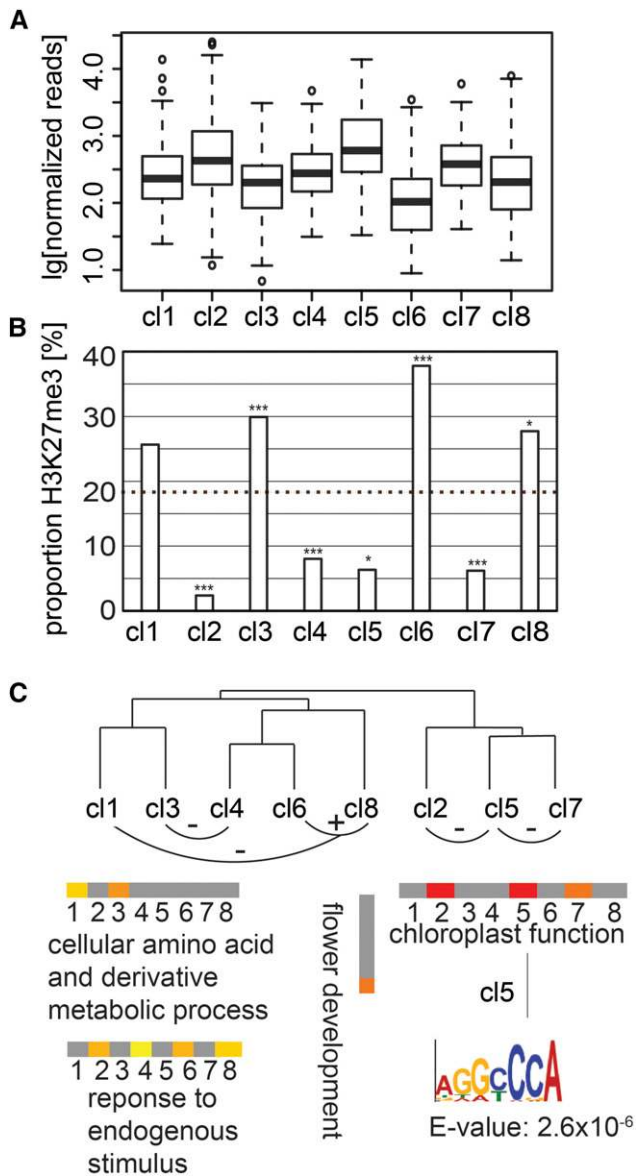 A
lg[normalized reads]
4.0
3.0
2.0
1.0
cl1 cl2 cl3 cl4 cl5 cl6 cl7 cl8
B
proportion H3K27me3 [%]
40
30
20
10
0
*** *** *** * *** *** *
cl1 cl2 cl3 cl4 cl5 cl6 cl7 cl8
C
cl1 cl3 cl4 cl6 cl8 cl2 cl5 cl7
- + - -
-
1 2 3 4 5 6 7 8
cellular amino acid
and derivative
metabolic process
1 2 3 4 5 6 7 8
reponse to
endogenous
stimulus
flower development
1 2 3 4 5 6 7 8
chloroplast function
cl5
AGGCCCA
E-value: 2.6x10⁻⁶